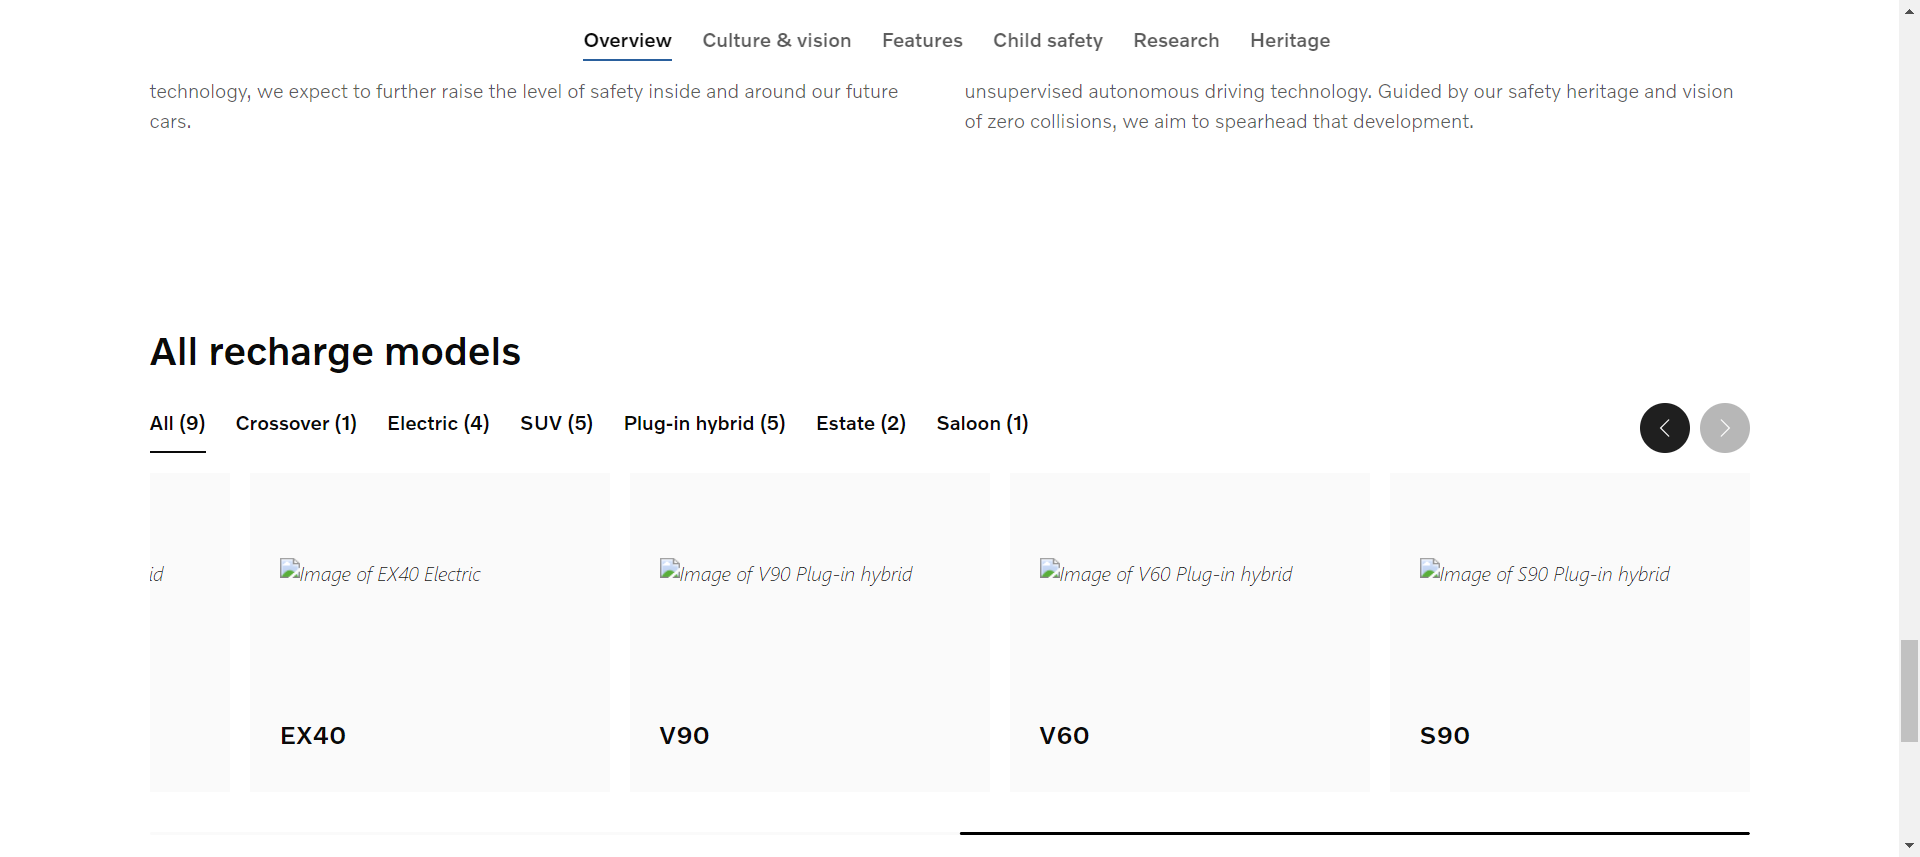 Overview Culture & vision Features Child safety Research Heritage
technology, we expect to further raise the level of safety inside and around our future
cars.
unsupervised autonomous driving technology. Guided by our safety heritage and vision
of zero collisions, we aim to spearhead that development.
All recharge models
All (9) Crossover (1) Electric (4) SUV (5) Plug-in hybrid (5) Estate (2) Saloon (1)
id Image of EX40 Electric Image of V90 Plug-in hybrid Image of V60 Plug-in hybrid Image of S90 Plug-in hybrid
EX40 V90 V60 S90